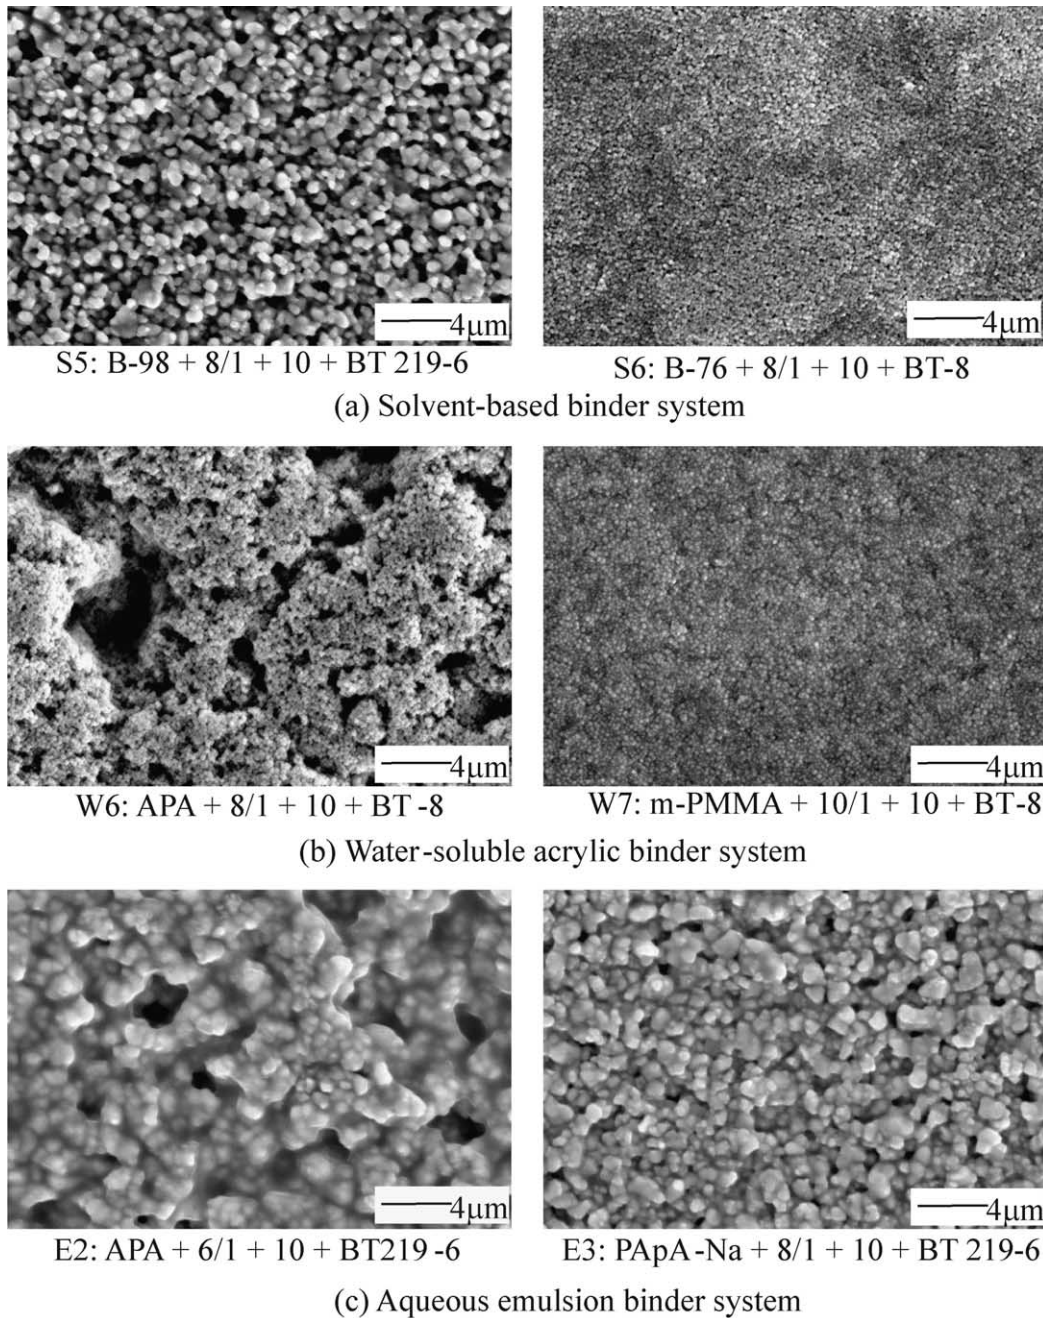 4μm
4μm
S5: B-98 + 8/1 + 10 + BT 219-6
S6: B-76 + 8/1 + 10 + BT-8
(a) Solvent-based binder system
4μm
4μm
W6: APA + 8/1 + 10 + BT -8
W7: m-PMMA + 10/1 + 10 + BT-8
(b) Water-soluble acrylic binder system
4μm
4μm
E2: APA + 6/1 + 10 + BT219 -6
E3: PApA -Na + 8/1 + 10 + BT 219-6
(c) Aqueous emulsion binder system